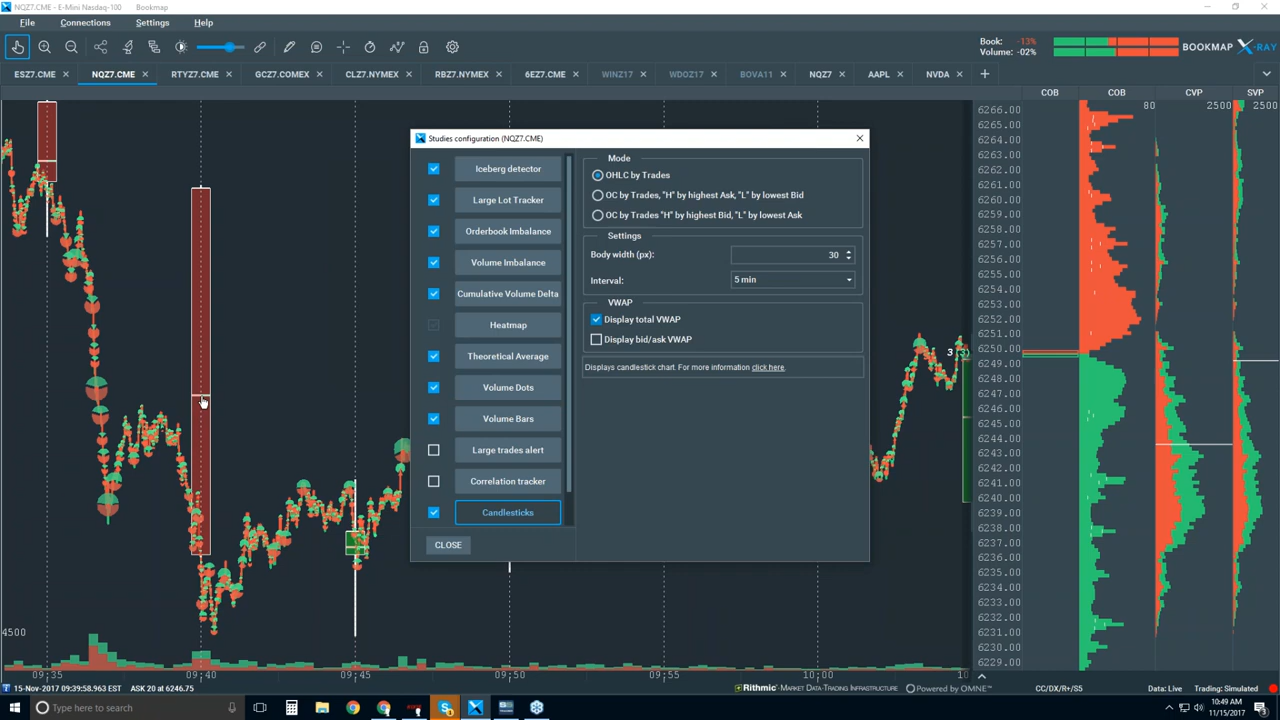 NQZ7.CME - E-Mini Nasdaq-100 Bookmap
File Connections Settings Help
Book: -13%
Volume: -02%
BOOKMAP X-RAY
ESZ7.CME NQZ7.CME RTYZ7.CME GCZ7.COMEX CLZ7.NYMEX RBZ7.NYMEX 6EZ7.CME WINZ17 WDOZ17 BOVA11 NQZ7 AAPL NVDA
COB COB CVP SVP
80 2500 2500
6266.00
6265.00
6264.00
6263.00
6262.00
6261.00
6260.00
6259.00
6258.00
6257.00
6256.00
6255.00
6254.00
6253.00
6252.00
6251.00
6250.00
6249.00
6248.00
6247.00
6246.00
6245.00
6244.00
6243.00
6242.00
6241.00
6240.00
6239.00
6238.00
6237.00
6236.00
6235.00
6234.00
6233.00
6232.00
6231.00
6230.00
6229.00
3 (3)
Studies configuration (NQZ7.CME)
Iceberg detector
Large Lot Tracker
Orderbook Imbalance
Volume Imbalance
Cumulative Volume Delta
Heatmap
Theoretical Average
Volume Dots
Volume Bars
Large trades alert
Correlation tracker
Candlesticks
CLOSE
Mode
OHLC by Trades
OC by Trades, "H" by highest Ask, "L" by lowest Bid
OC by Trades "H" by highest Bid, "L" by lowest Ask
Settings
Body width (px): 30
Interval: 5 min
VWAP
Display total VWAP
Display bid/ask VWAP
Displays candlestick chart. For more information click here.
4500
09:35 09:40 09:45 09:50 09:55 10:00 10
15-Nov-2017 09:39:58.963 EST ASK 20 at 6246.75
Rithmic - Market Data-Trading Infrastructure Powered by OMNE™ CC/DX/R+/S5 Data: Live Trading: Simulated
Type here to search
10:49 AM
11/15/2017
3